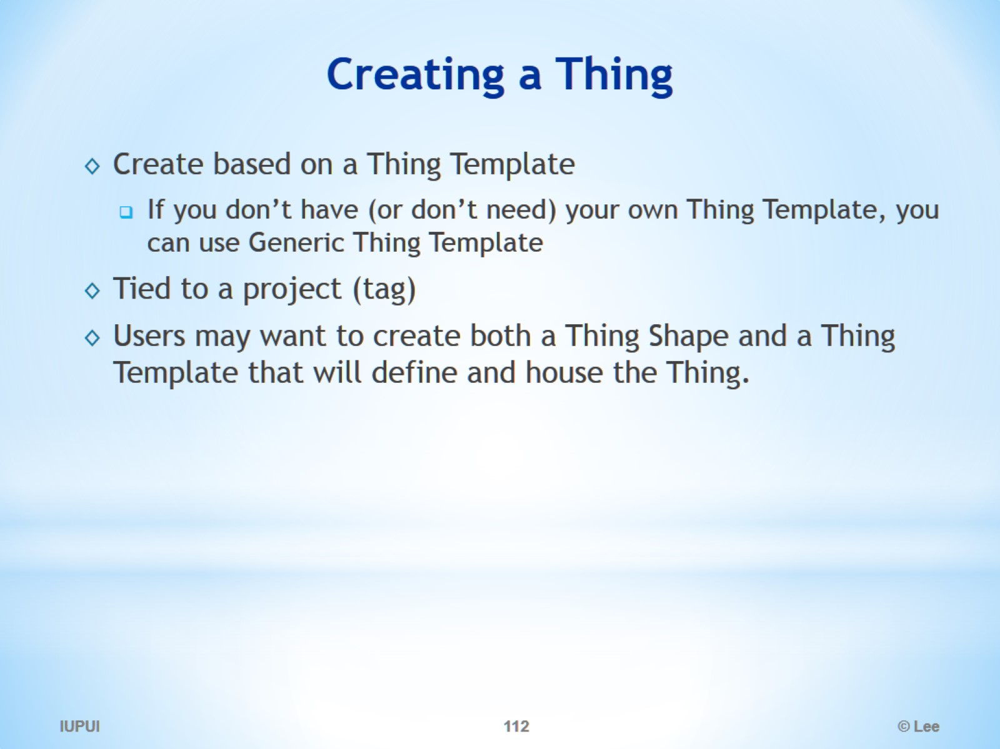 Creating a Thing
◇ Create based on a Thing Template
❑ If you don’t have (or don’t need) your own Thing Template, you
can use Generic Thing Template
◇ Tied to a project (tag)
◇ Users may want to create both a Thing Shape and a Thing
Template that will define and house the Thing.
IUPUI 112 © Lee